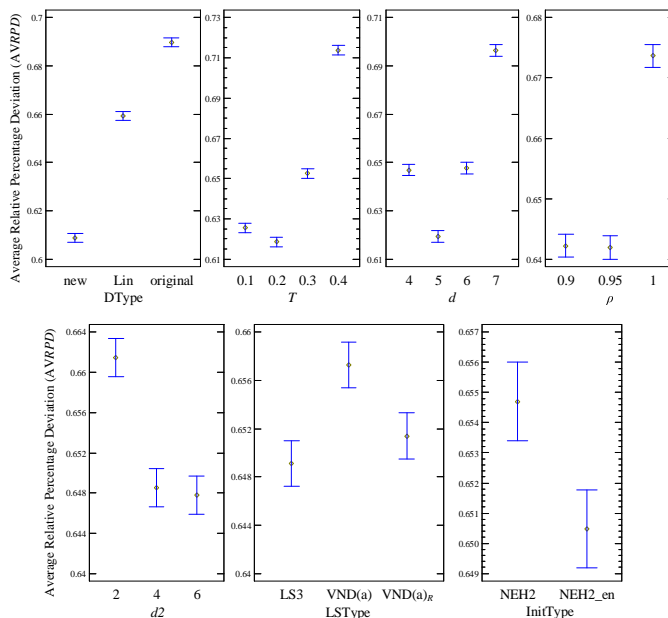 Average Relative Percentage Deviation (AVRPD)
0.7
0.68
0.66
0.64
0.62
0.6
new Lin original
DType
0.73
0.71
0.69
0.67
0.65
0.63
0.61
0.1 0.2 0.3 0.4
T
0.71
0.69
0.67
0.65
0.63
0.61
4 5 6 7
d
0.68
0.67
0.66
0.65
0.64
0.9 0.95 1
ρ
Average Relative Percentage Deviation (AVRPD)
0.664
0.66
0.656
0.652
0.648
0.644
0.64
2 4 6
d2
0.66
0.656
0.652
0.648
0.644
0.64
LS3 VND(a) VND(a)R
LSType
0.657
0.656
0.655
0.654
0.653
0.652
0.651
0.650
0.649
NEH2 NEH2_en
InitType